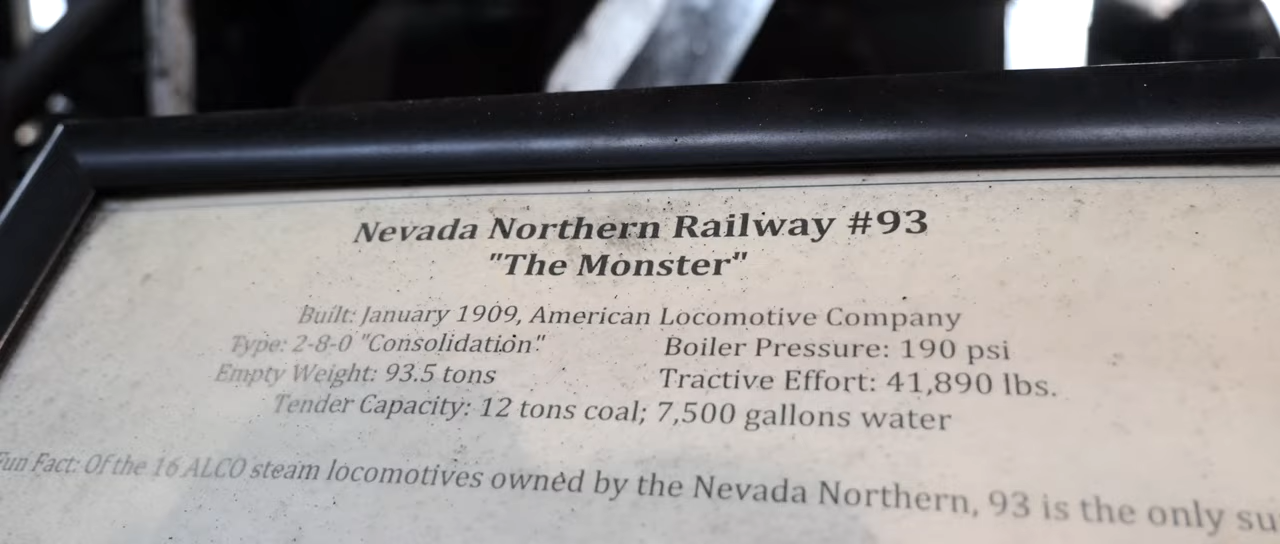 Nevada Northern Railway #93
"The Monster"
Built: January 1909, American Locomotive Company
Type: 2-8-0 "Consolidation" Boiler Pressure: 190 psi
Empty Weight: 93.5 tons Tractive Effort: 41,890 lbs.
Tender Capacity: 12 tons coal; 7,500 gallons water
Fun Fact: Of the 16 ALCO steam locomotives owned by the Nevada Northern, 93 is the only su